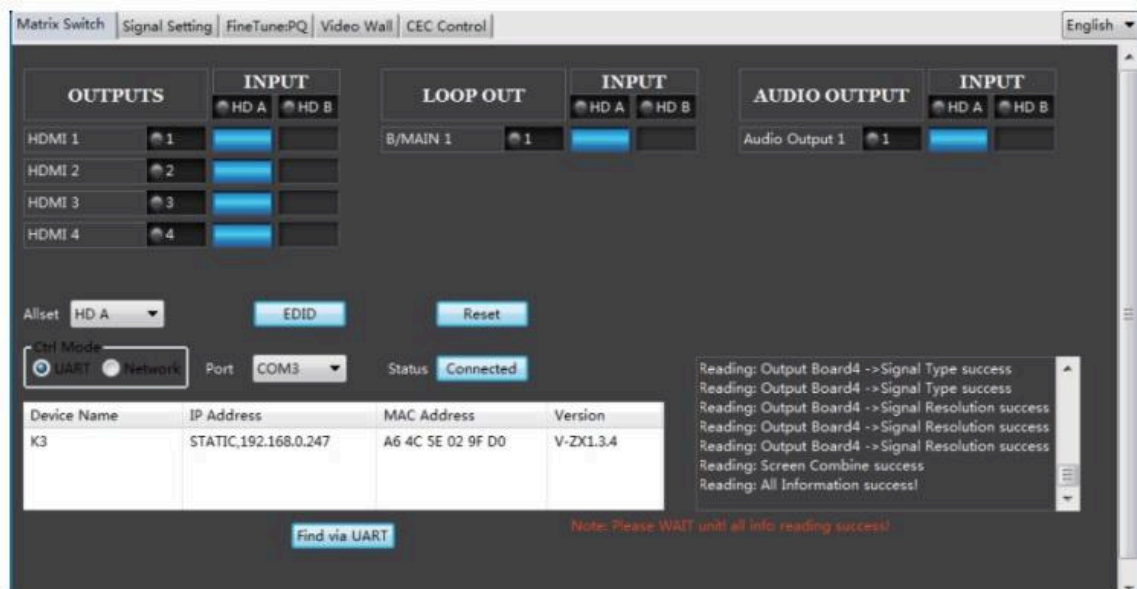 Matrix Switch Signal Setting FineTune:PQ Video Wall CEC Control English
OUTPUTS INPUT LOOP OUT INPUT AUDIO OUTPUT INPUT
HD A HD B HD A HD B HD A HD B
HDMI 1 1 B/MAIN 1 1 Audio Output 1 1
HDMI 2 2
HDMI 3 3
HDMI 4 4
Allset HD A EDID Reset
Ctrl Mode
UART Network Port COM3 Status Connected
Device Name IP Address MAC Address Version
K3 STATIC,192.168.0.247 A6 4C 5E 02 9F D0 V-ZX1.3.4
Reading: Output Board4 ->Signal Type success
Reading: Output Board4 ->Signal Type success
Reading: Output Board4 ->Signal Resolution success
Reading: Output Board4 ->Signal Resolution success
Reading: Output Board4 ->Signal Resolution success
Reading: Screen Combine success
Reading: All Information success!
Find via UART
Note: Please WAIT unitl all info reading success!